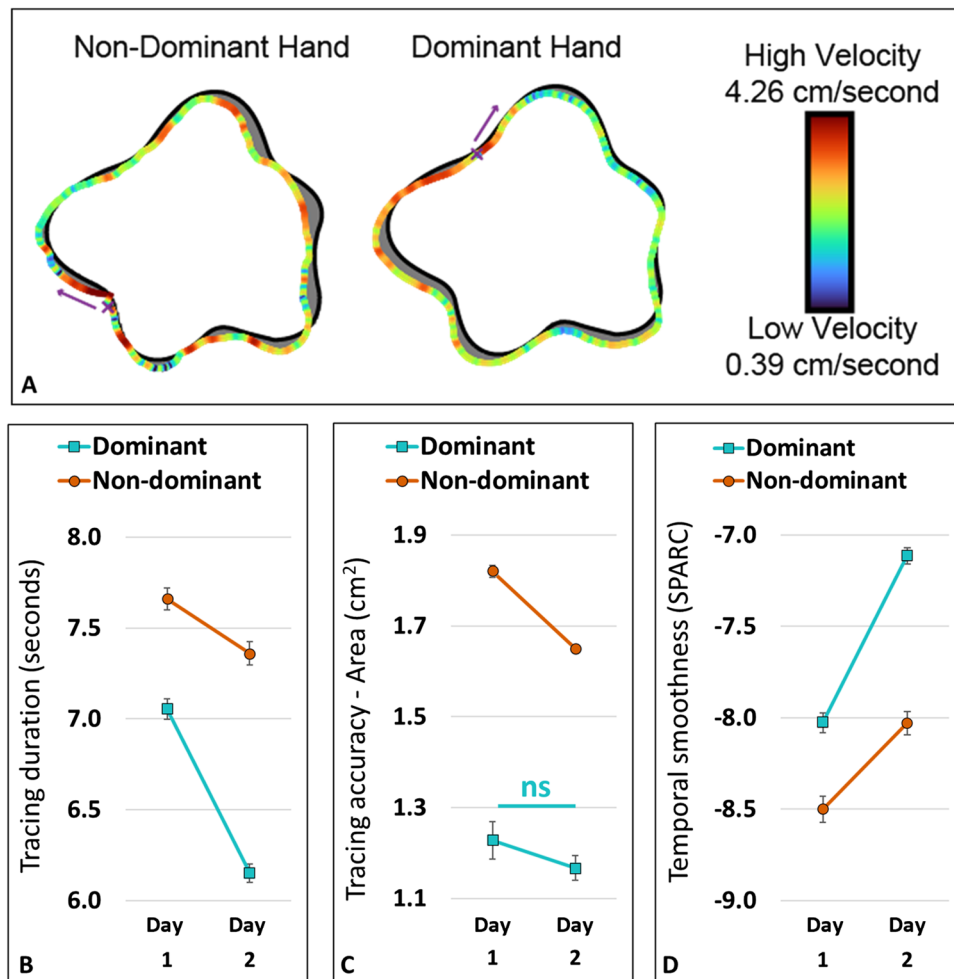 Non-Dominant Hand
Dominant Hand
High Velocity
4.26 cm/second
Low Velocity
0.39 cm/second
A
Dominant
Non-dominant
Tracing duration (seconds)
8.0
7.5
7.0
6.5
6.0
Day
1
Day
2
B
Dominant
Non-dominant
Tracing accuracy - Area (cm²)
1.9
1.7
1.5
1.3
1.1
ns
Day
1
Day
2
C
Dominant
Non-dominant
Temporal smoothness (SPARC)
-7.0
-7.5
-8.0
-8.5
-9.0
Day
1
Day
2
D